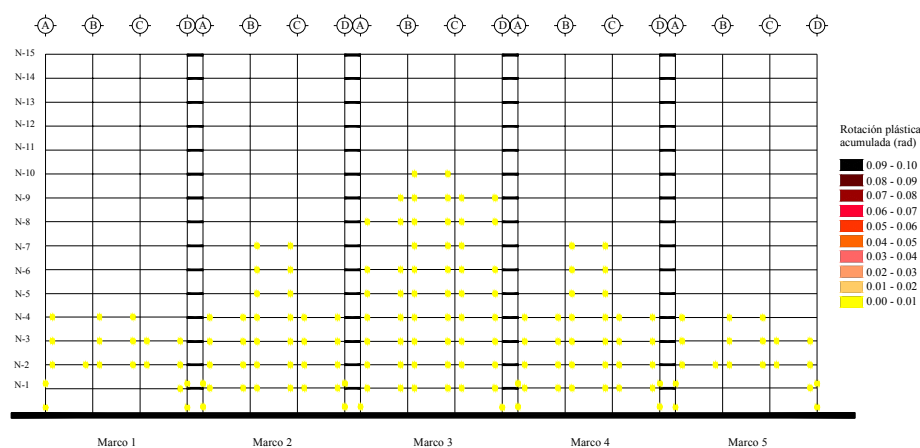 A B C D A B C D A B C D A B C D A B C D
N-15
N-14
N-13
N-12
N-11
N-10
N-9
N-8
N-7
N-6
N-5
N-4
N-3
N-2
N-1
Rotación plástica
acumulada (rad)
0.09 - 0.10
0.08 - 0.09
0.07 - 0.08
0.06 - 0.07
0.05 - 0.06
0.04 - 0.05
0.03 - 0.04
0.02 - 0.03
0.01 - 0.02
0.00 - 0.01
Marco 1 Marco 2 Marco 3 Marco 4 Marco 5